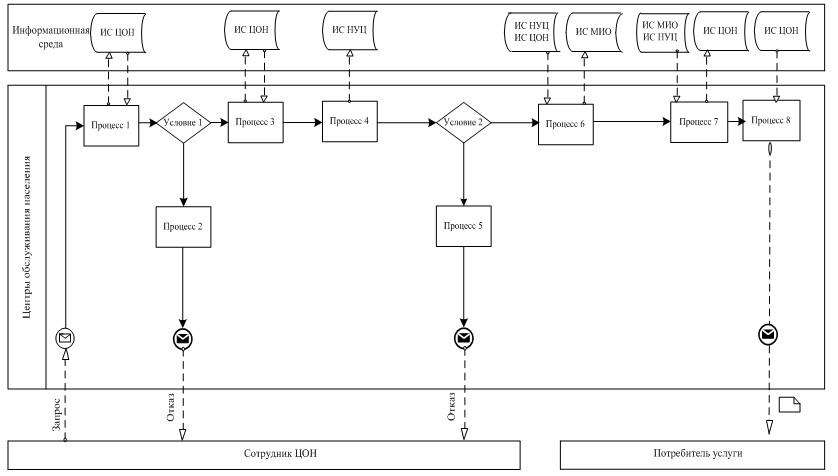 Информационная
среда
ИС ЦОН
ИС ЦОН
ИС НУЦ
ИС НУЦ
ИС ЦОН
ИС МИО
ИС МИО
ИС НУЦ
ИС ЦОН
ИС ЦОН
Центры обслуживания населения
Процесс 1
Условие 1
Процесс 3
Процесс 4
Условие 2
Процесс 6
Процесс 7
Процесс 8
Процесс 2
Процесс 5
Запрос
Отказ
Отказ
Сотрудник ЦОН
Потребитель услуги